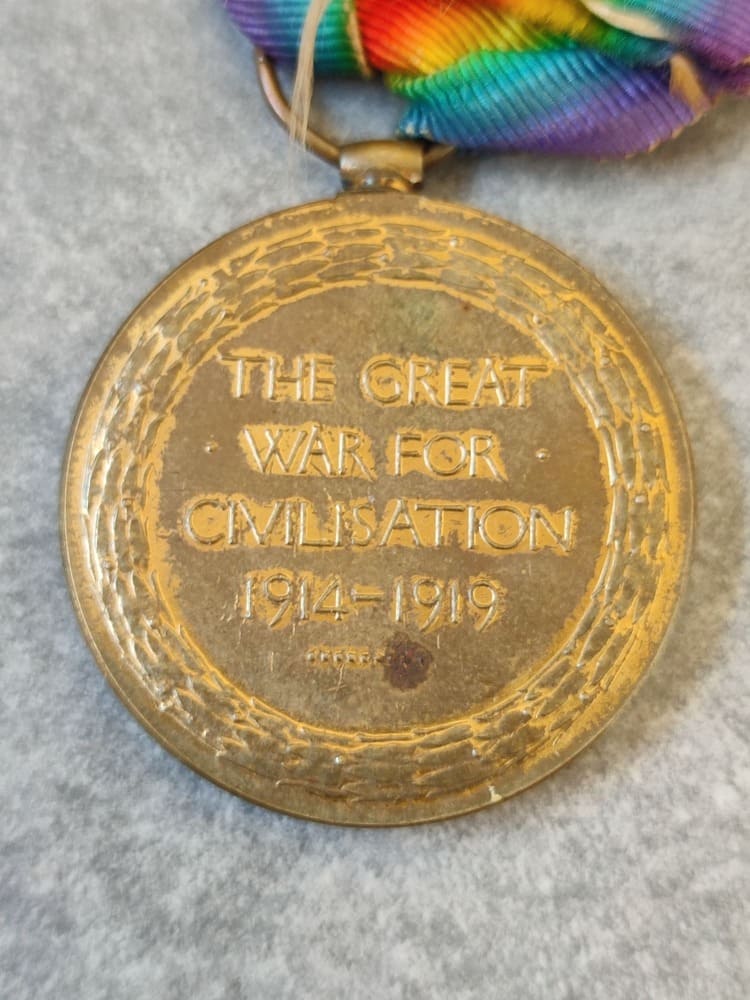 THE GREAT
WAR FOR
CIVILISATION
1914-1919